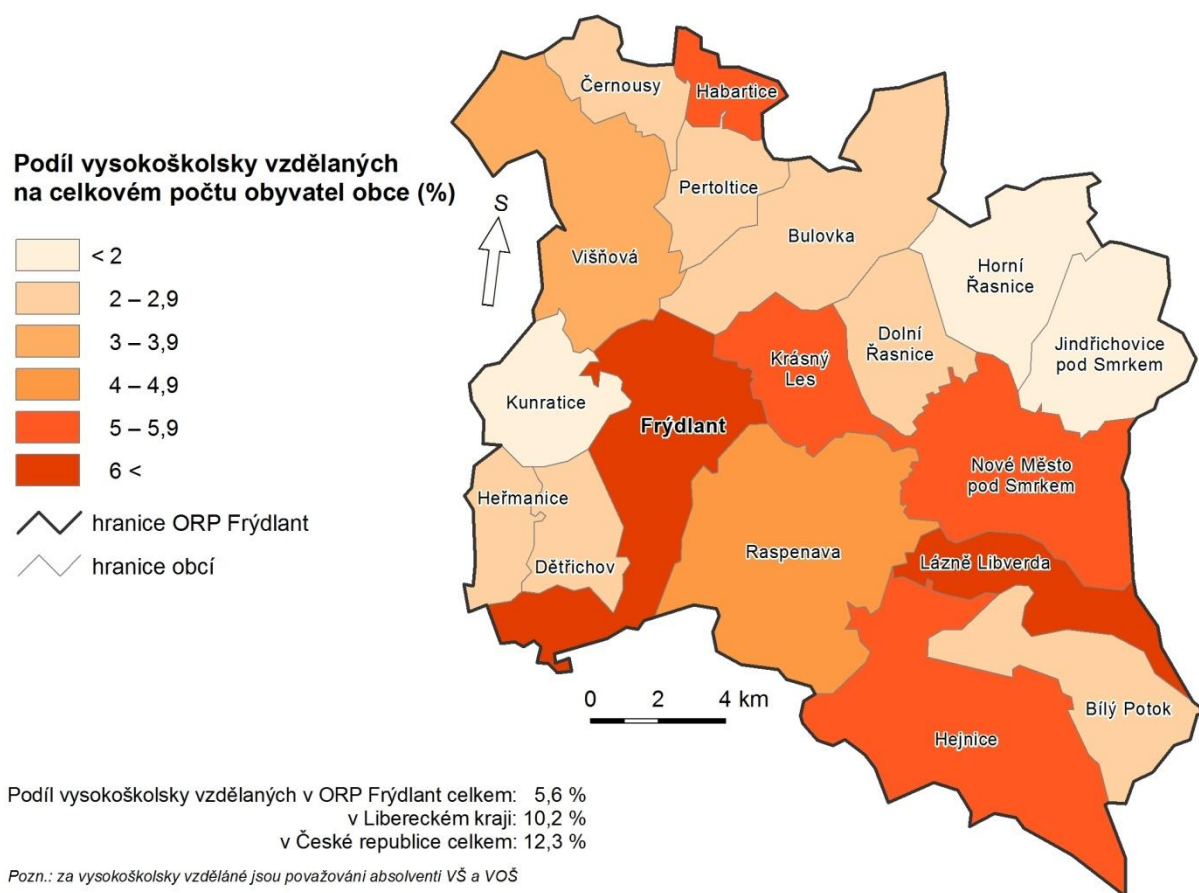 Podíl vysokoškolsky vzdělaných
na celkovém počtu obyvatel obce (%)
< 2
2 – 2,9
3 – 3,9
4 – 4,9
5 – 5,9
6 <
hranice ORP Frýdlant
hranice obcí
S
Černousy
Habartice
Pertoltice
Višňová
Bulovka
Horní
Řasnice
Dolní
Řasnice
Jindřichovice
pod Smrkem
Krásný
Les
Kunratice
Frýdlant
Nové Město
pod Smrkem
Heřmanice
Dětřichov
Raspenava
Lázně Libverda
Bílý Potok
Hejnice
0 2 4 km
Podíl vysokoškolsky vzdělaných v ORP Frýdlant celkem: 5,6 %
v Libereckém kraji: 10,2 %
v České republice celkem: 12,3 %
Pozn.: za vysokoškolsky vzděláné jsou považováni absolventi VŠ a VOŠ